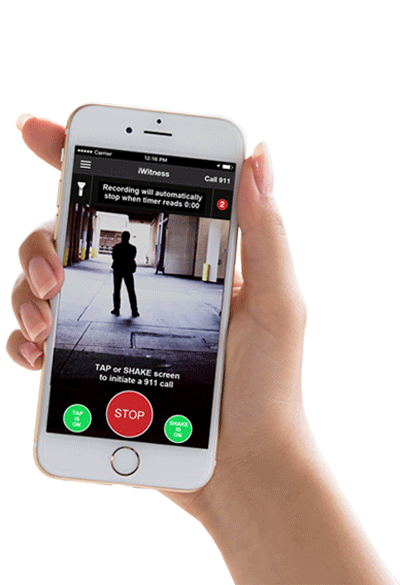 Carrier
12:16 PM
iWitness
Call 911
Recording will automatically
stop when timer reads 0:00
2
TAP or SHAKE screen
to initiate a 911 call
TAP
IS
ON
STOP
SHAKE
IS
ON